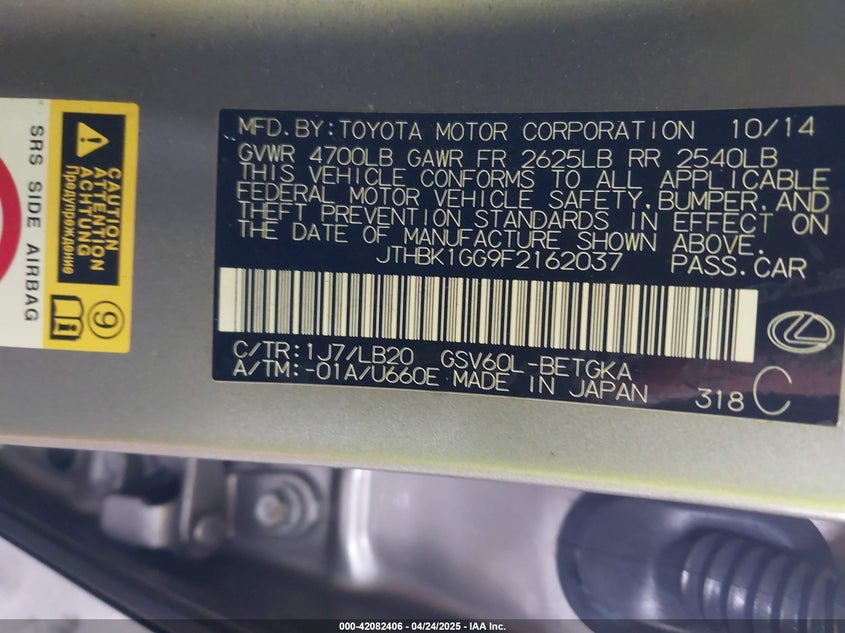 MFD.BY:TOYOTA MOTOR CORPORATION 10/14
GVWR 4700LB GAWR FR 2625LB RR 2540LB
THIS VEHICLE CONFORMS TO ALL APPLICABLE
FEDERAL MOTOR VEHICLE SAFETY,BUMPER,AND
THEFT PREVENTION STANDARDS IN EFFECT ON
THE DATE OF MANUFACTURE SHOWN ABOVE.
JTHBK1GG9F2162037 PASS.CAR
C/TR:1J7/LB20 GSV60L-BETGKA
A/TM:-01A/U660E MADE IN JAPAN 318 C
CAUTION
ATTENTION
ACHTUNG
Предупреждение
9
SRS SIDE AIRBAG
000-42082406 - 04/24/2025 - IAA Inc.